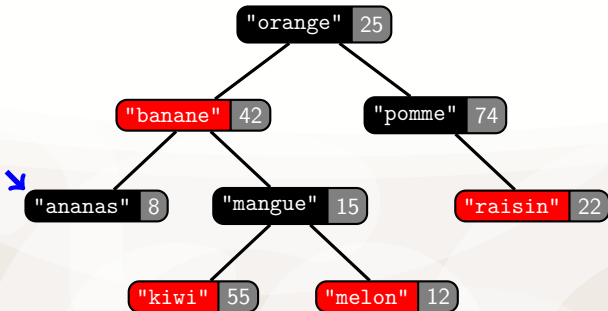 "orange" 25
"banane" 42
"pomme" 74
"ananas" 8
"mangue" 15
"raisin" 22
"kiwi" 55
"melon" 12